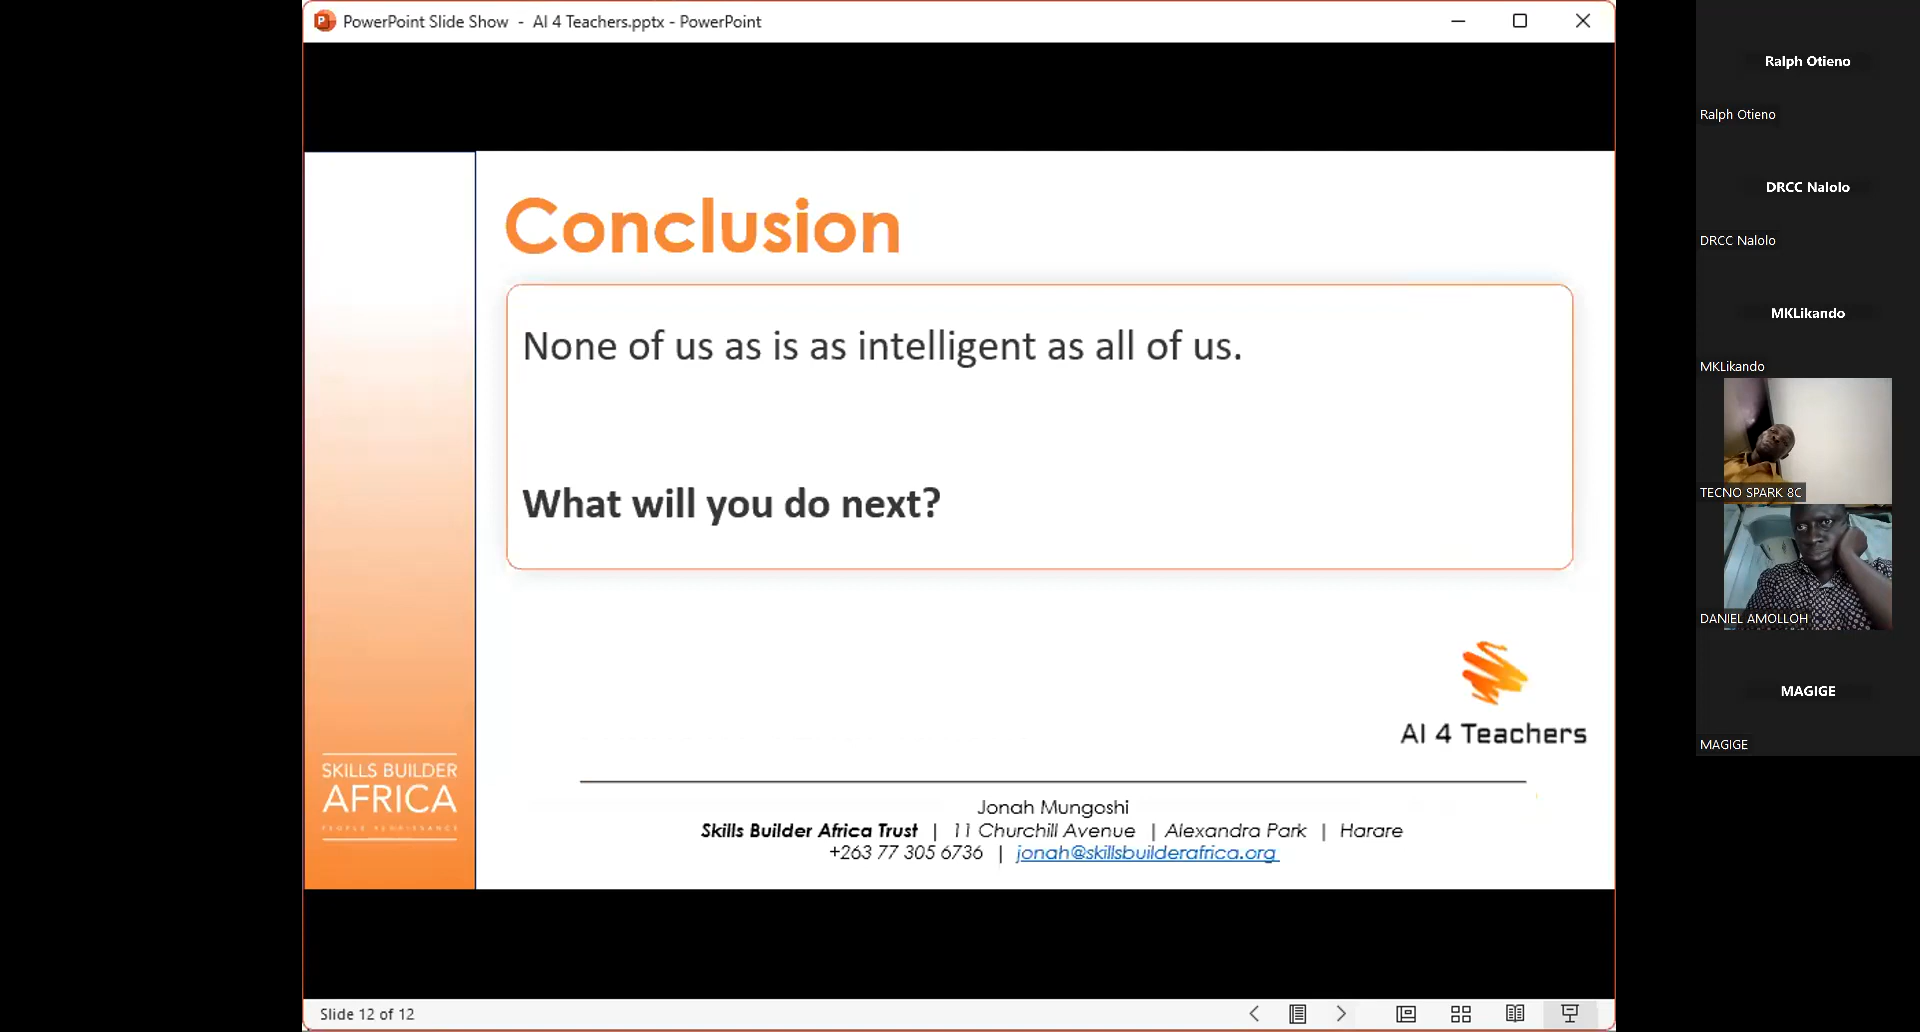 PowerPoint Slide Show - AI 4 Teachers.pptx - PowerPoint
Conclusion
None of us as is as intelligent as all of us.
What will you do next?
AI 4 Teachers
SKILLS BUILDER
AFRICA
Jonah Mungoshi
Skills Builder Africa Trust | 11 Churchill Avenue | Alexandra Park | Harare
+263 77 305 6736 | jonah@skillsbuilderafrica.org
Slide 12 of 12
Ralph Otieno
Ralph Otieno
DRCC Nalolo
DRCC Nalolo
MKLikando
MKLikando
TECNO SPARK 8C
DANIEL AMOLLOH
MAGIGE
MAGIGE